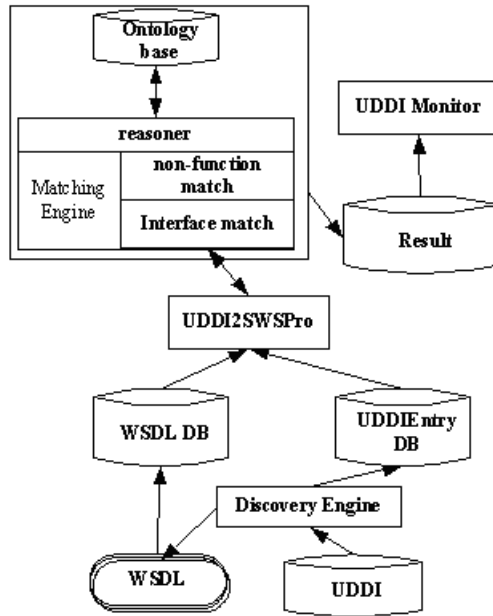 Ontology
base
UDDI Monitor
reasoner
non-function
match
Matching
Engine
Interface match
Result
UDDI2SWSPro
WSDL DB
UDDIEntry
DB
Discovery Engine
WSDL
UDDI